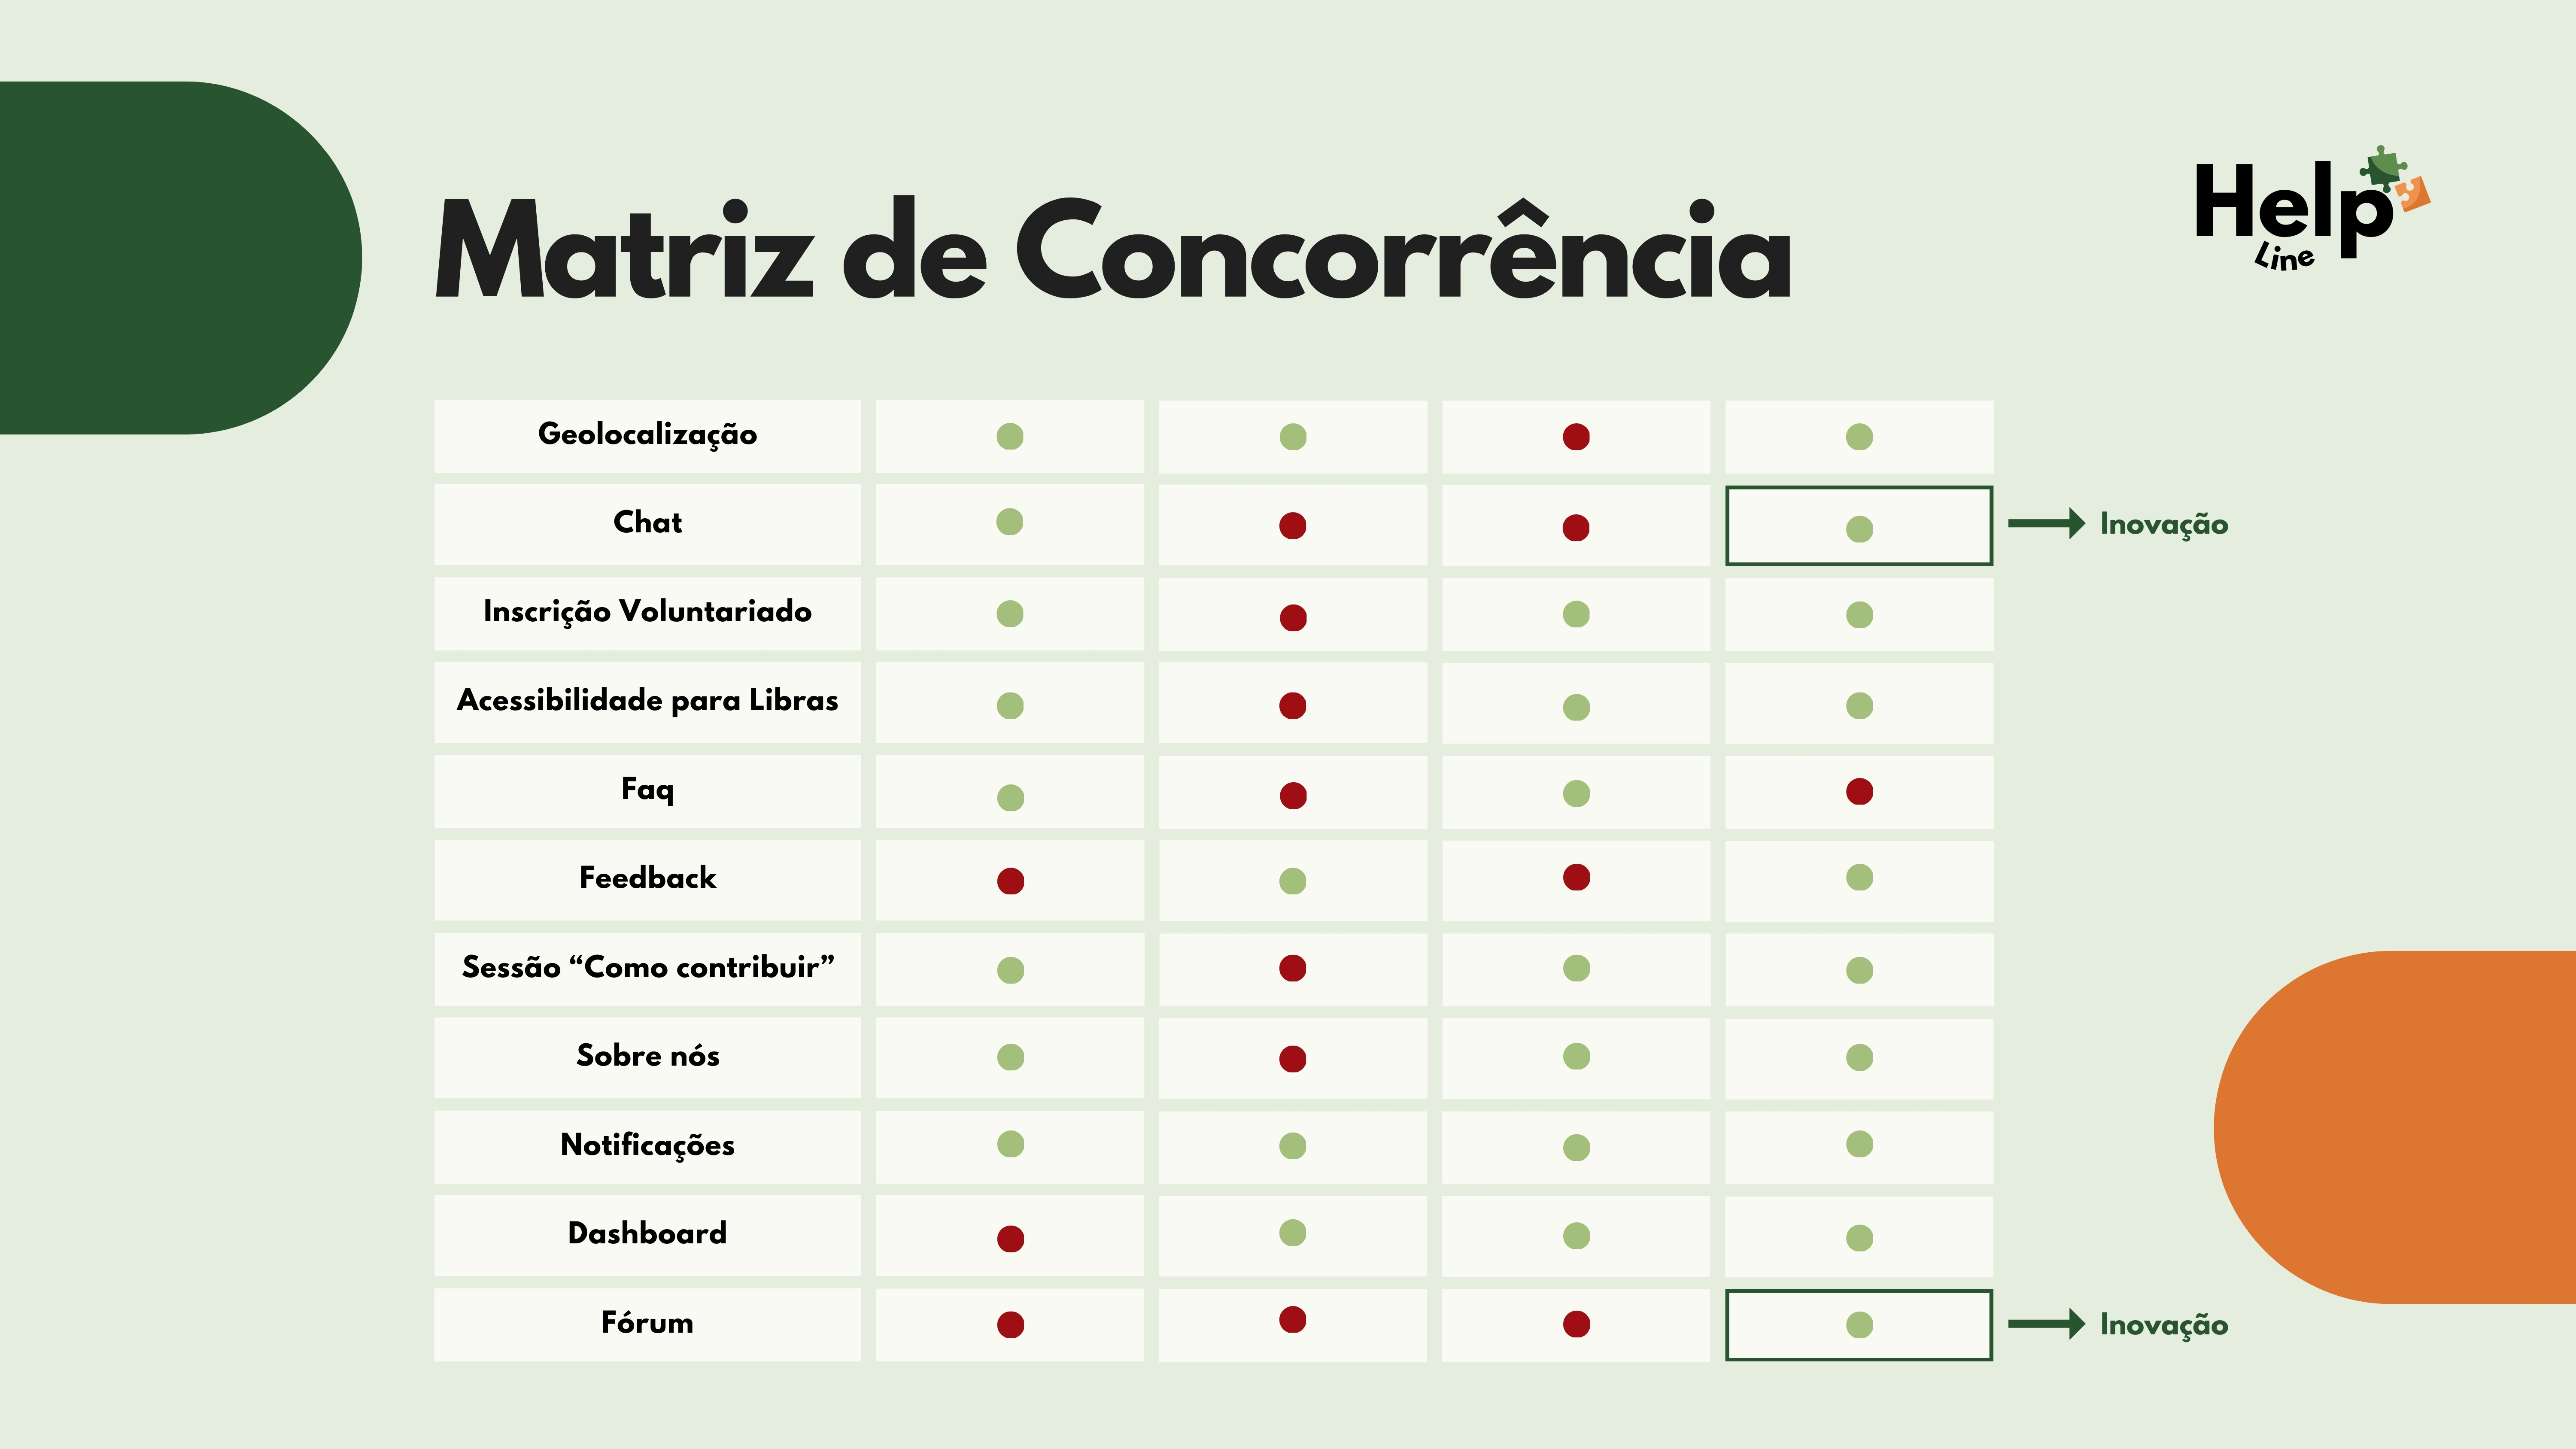 Help
Line
Matriz de Concorrência
Geolocalização
Chat
Inovação
Inscrição Voluntariado
Acessibilidade para Libras
Faq
Feedback
Sessão “Como contribuir”
Sobre nós
Notificações
Dashboard
Fórum
Inovação